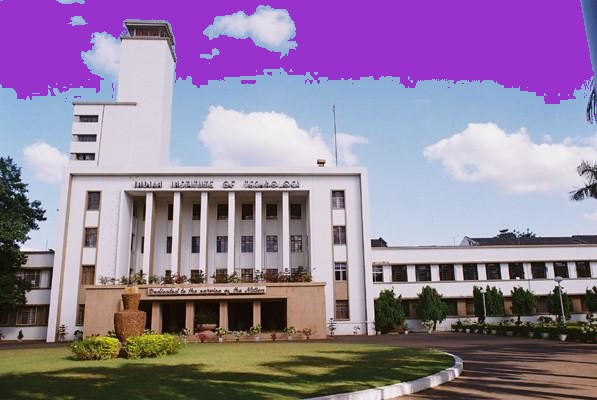 INDIAN INSTITUTE OF TECHNOLOGY
Dedicated to the service of the Nation